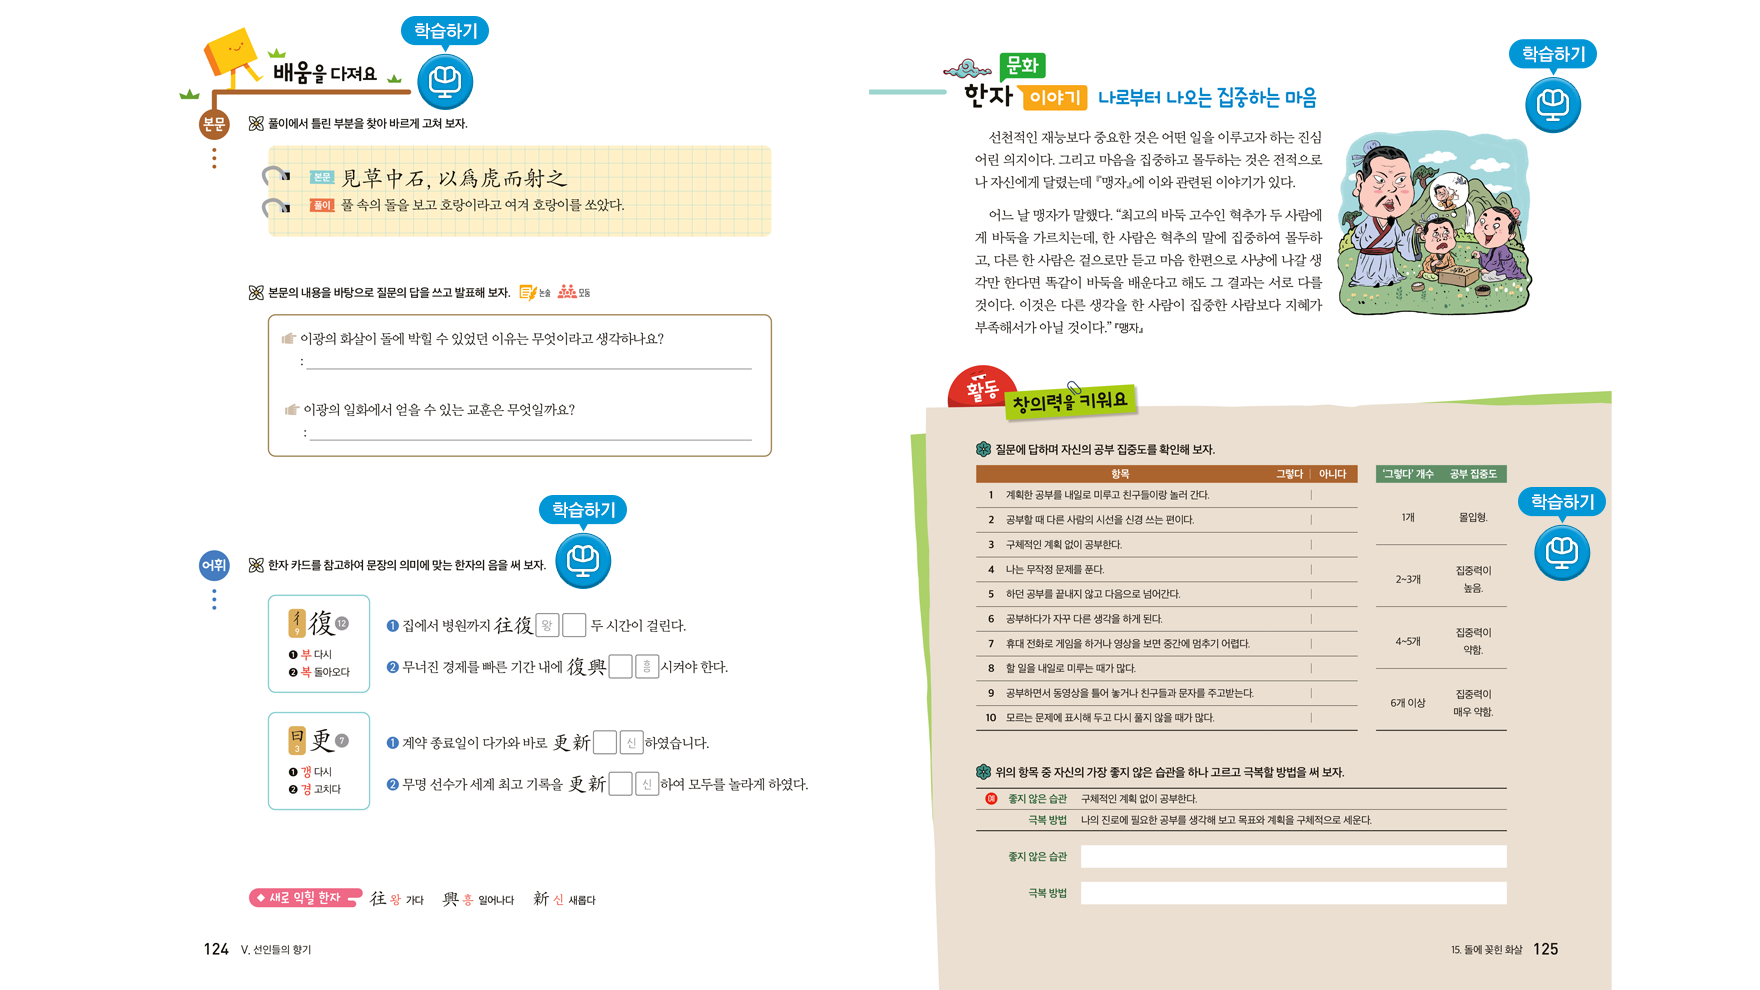 학습하기
배움을 다져요
본문
풀이에서 틀린 부분을 찾아 바르게 고쳐 보자.
본문 見草中石, 以爲虎而射之
풀이 풀 속의 돌을 보고 호랑이라고 여겨 호랑이를 쏘았다.
본문의 내용을 바탕으로 질문의 답을 쓰고 발표해 보자. 논술 모둠
이광의 화살이 돌에 박힐 수 있었던 이유는 무엇이라고 생각하나요?
:
이광의 일화에서 얻을 수 있는 교훈은 무엇일까요?
:
학습하기
어휘
한자 카드를 참고하여 문장의 의미에 맞는 한자의 음을 써 보자.
彳 9 復 12
❶ 부 다시
❷ 복 돌아오다
1 집에서 병원까지 往復 왕 두 시간이 걸린다.
2 무너진 경제를 빠른 기간 내에 復興 흥 시켜야 한다.
曰 3 更 7
❶ 갱 다시
❷ 경 고치다
1 계약 종료일이 다가와 바로 更新 신 하였습니다.
2 무명 선수가 세계 최고 기록을 更新 신 하여 모두를 놀라게 하였다.
◆ 새로 익힐 한자 往 왕 가다 興 흥 일어나다 新 신 새롭다
124 Ⅴ. 선인들의 향기
학습하기
한자 문화 이야기 나로부터 나오는 집중하는 마음
선천적인 재능보다 중요한 것은 어떤 일을 이루고자 하는 진심
어린 의지이다. 그리고 마음을 집중하고 몰두하는 것은 전적으로
나 자신에게 달렸는데 『맹자』에 이와 관련된 이야기가 있다.
어느 날 맹자가 말했다. “최고의 바둑 고수인 혁추가 두 사람에
게 바둑을 가르치는데, 한 사람은 혁추의 말에 집중하여 몰두하
고, 다른 한 사람은 겉으로만 듣고 마음 한편으로 사냥에 나갈 생
각만 한다면 똑같이 바둑을 배운다고 해도 그 결과는 서로 다를
것이다. 이것은 다른 생각을 한 사람이 집중한 사람보다 지혜가
부족해서가 아닐 것이다.” 『맹자』
활동
창의력을 키워요
질문에 답하며 자신의 공부 집중도를 확인해 보자.
항목 그렇다 아니다
1 계획한 공부를 내일로 미루고 친구들이랑 놀러 간다.
2 공부할 때 다른 사람의 시선을 신경 쓰는 편이다.
3 구체적인 계획 없이 공부한다.
4 나는 무작정 문제를 푼다.
5 하던 공부를 끝내지 않고 다음으로 넘어간다.
6 공부하다가 자꾸 다른 생각을 하게 된다.
7 휴대 전화로 게임을 하거나 영상을 보면 중간에 멈추기 어렵다.
8 할 일을 내일로 미루는 때가 많다.
9 공부하면서 동영상을 틀어 놓거나 친구들과 문자를 주고받는다.
10 모르는 문제에 표시해 두고 다시 풀지 않을 때가 많다.
‘그렇다’ 개수 공부 집중도
1개 몰입형.
2~3개 집중력이
높음.
4~5개 집중력이
약함.
6개 이상 집중력이
매우 약함.
학습하기
위의 항목 중 자신의 가장 좋지 않은 습관을 하나 고르고 극복할 방법을 써 보자.
예 좋지 않은 습관 구체적인 계획 없이 공부한다.
극복 방법 나의 진로에 필요한 공부를 생각해 보고 목표와 계획을 구체적으로 세운다.
좋지 않은 습관
극복 방법
15. 돌에 꽂힌 화살 125